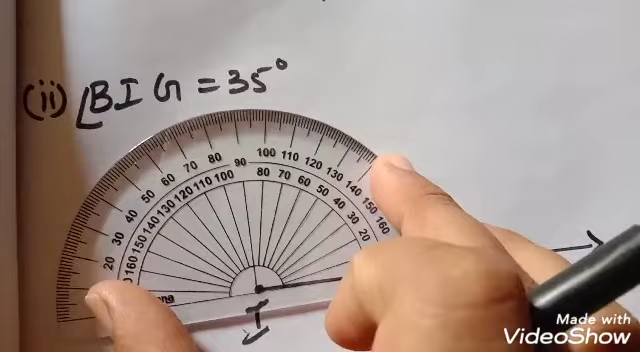 (ii) ∠BIG = 35°
20 30 40 50 60 70 80 90 100 110 120 130 140 150 160
160 150 140 130 120 110 100 80 70 60 50 40 30 20
I
Made with
VideoShow